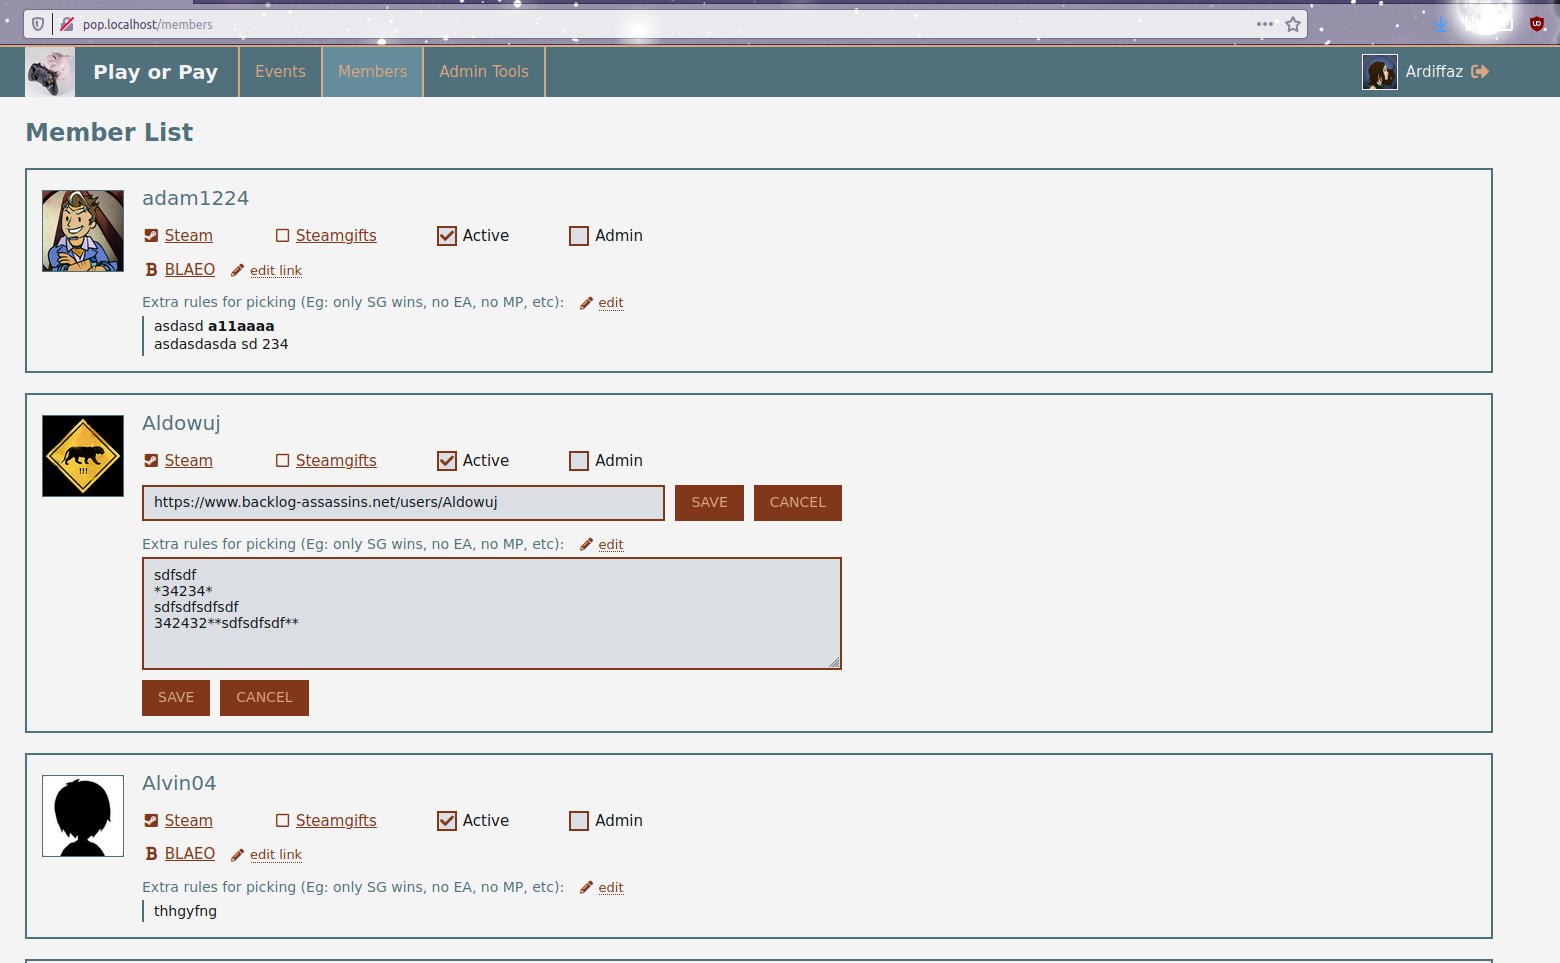 pop.localhost/members
Play or Pay Events Members Admin Tools Ardiffaz
Member List
adam1224
Steam Steamgifts Active Admin
BLAEO edit link
Extra rules for picking (Eg: only SG wins, no EA, no MP, etc): edit
asdasd a11aaaa
asdasdasda sd 234
Aldowuj
!!!
Steam Steamgifts Active Admin
https://www.backlog-assassins.net/users/Aldowuj SAVE CANCEL
Extra rules for picking (Eg: only SG wins, no EA, no MP, etc): edit
sdfsdf
*34234*
sdfsdfsdfsdf
342432**sdfsdfsdf**
SAVE CANCEL
Alvin04
Steam Steamgifts Active Admin
BLAEO edit link
Extra rules for picking (Eg: only SG wins, no EA, no MP, etc): edit
thhgyfng